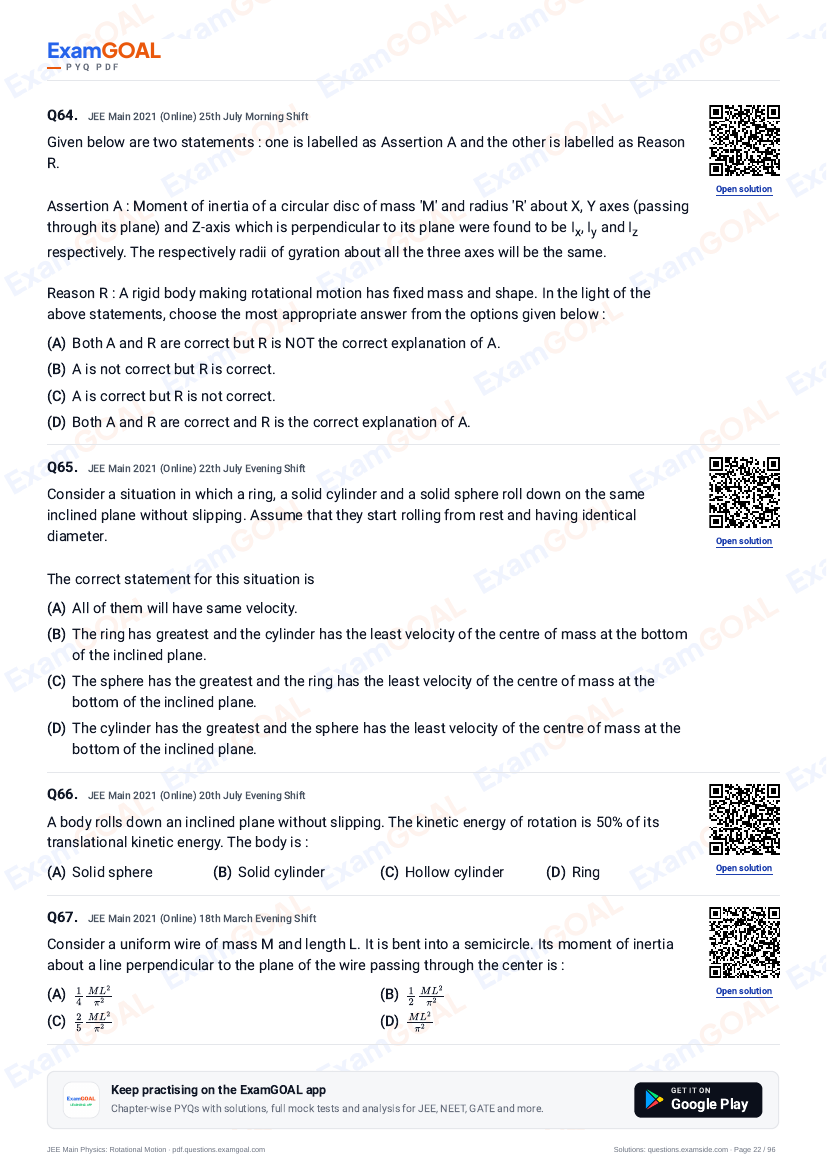 ExamGOAL
PYQ PDF
Q64. JEE Main 2021 (Online) 25th July Morning Shift
Given below are two statements : one is labelled as Assertion A and the other is labelled as Reason
R.
Open solution
Assertion A : Moment of inertia of a circular disc of mass 'M' and radius 'R' about X, Y axes (passing
through its plane) and Z-axis which is perpendicular to its plane were found to be Ix, Iy and Iz
respectively. The respectively radii of gyration about all the three axes will be the same.
Reason R : A rigid body making rotational motion has fixed mass and shape. In the light of the
above statements, choose the most appropriate answer from the options given below :
(A) Both A and R are correct but R is NOT the correct explanation of A.
(B) A is not correct but R is correct.
(C) A is correct but R is not correct.
(D) Both A and R are correct and R is the correct explanation of A.
Q65. JEE Main 2021 (Online) 22th July Evening Shift
Consider a situation in which a ring, a solid cylinder and a solid sphere roll down on the same
inclined plane without slipping. Assume that they start rolling from rest and having identical
diameter.
Open solution
The correct statement for this situation is
(A) All of them will have same velocity.
(B) The ring has greatest and the cylinder has the least velocity of the centre of mass at the bottom
of the inclined plane.
(C) The sphere has the greatest and the ring has the least velocity of the centre of mass at the
bottom of the inclined plane.
(D) The cylinder has the greatest and the sphere has the least velocity of the centre of mass at the
bottom of the inclined plane.
Q66. JEE Main 2021 (Online) 20th July Evening Shift
A body rolls down an inclined plane without slipping. The kinetic energy of rotation is 50% of its
translational kinetic energy. The body is :
(A) Solid sphere (B) Solid cylinder (C) Hollow cylinder (D) Ring
Open solution
Q67. JEE Main 2021 (Online) 18th March Evening Shift
Consider a uniform wire of mass M and length L. It is bent into a semicircle. Its moment of inertia
about a line perpendicular to the plane of the wire passing through the center is :
(A) 1/4 ML²/π² (B) 1/2 ML²/π²
Open solution
(C) 2/5 ML²/π² (D) ML²/π²
Keep practising on the ExamGOAL app
Chapter-wise PYQs with solutions, full mock tests and analysis for JEE, NEET, GATE and more.
GET IT ON
Google Play
JEE Main Physics: Rotational Motion · pdf.questions.examgoal.com
Solutions: questions.examside.com · Page 22 / 96